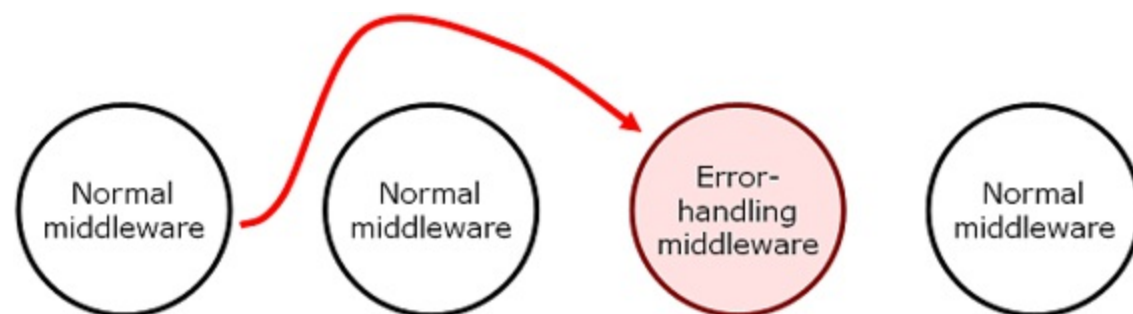 Normal
middleware
Normal
middleware
Error-
handling
middleware
Normal
middleware